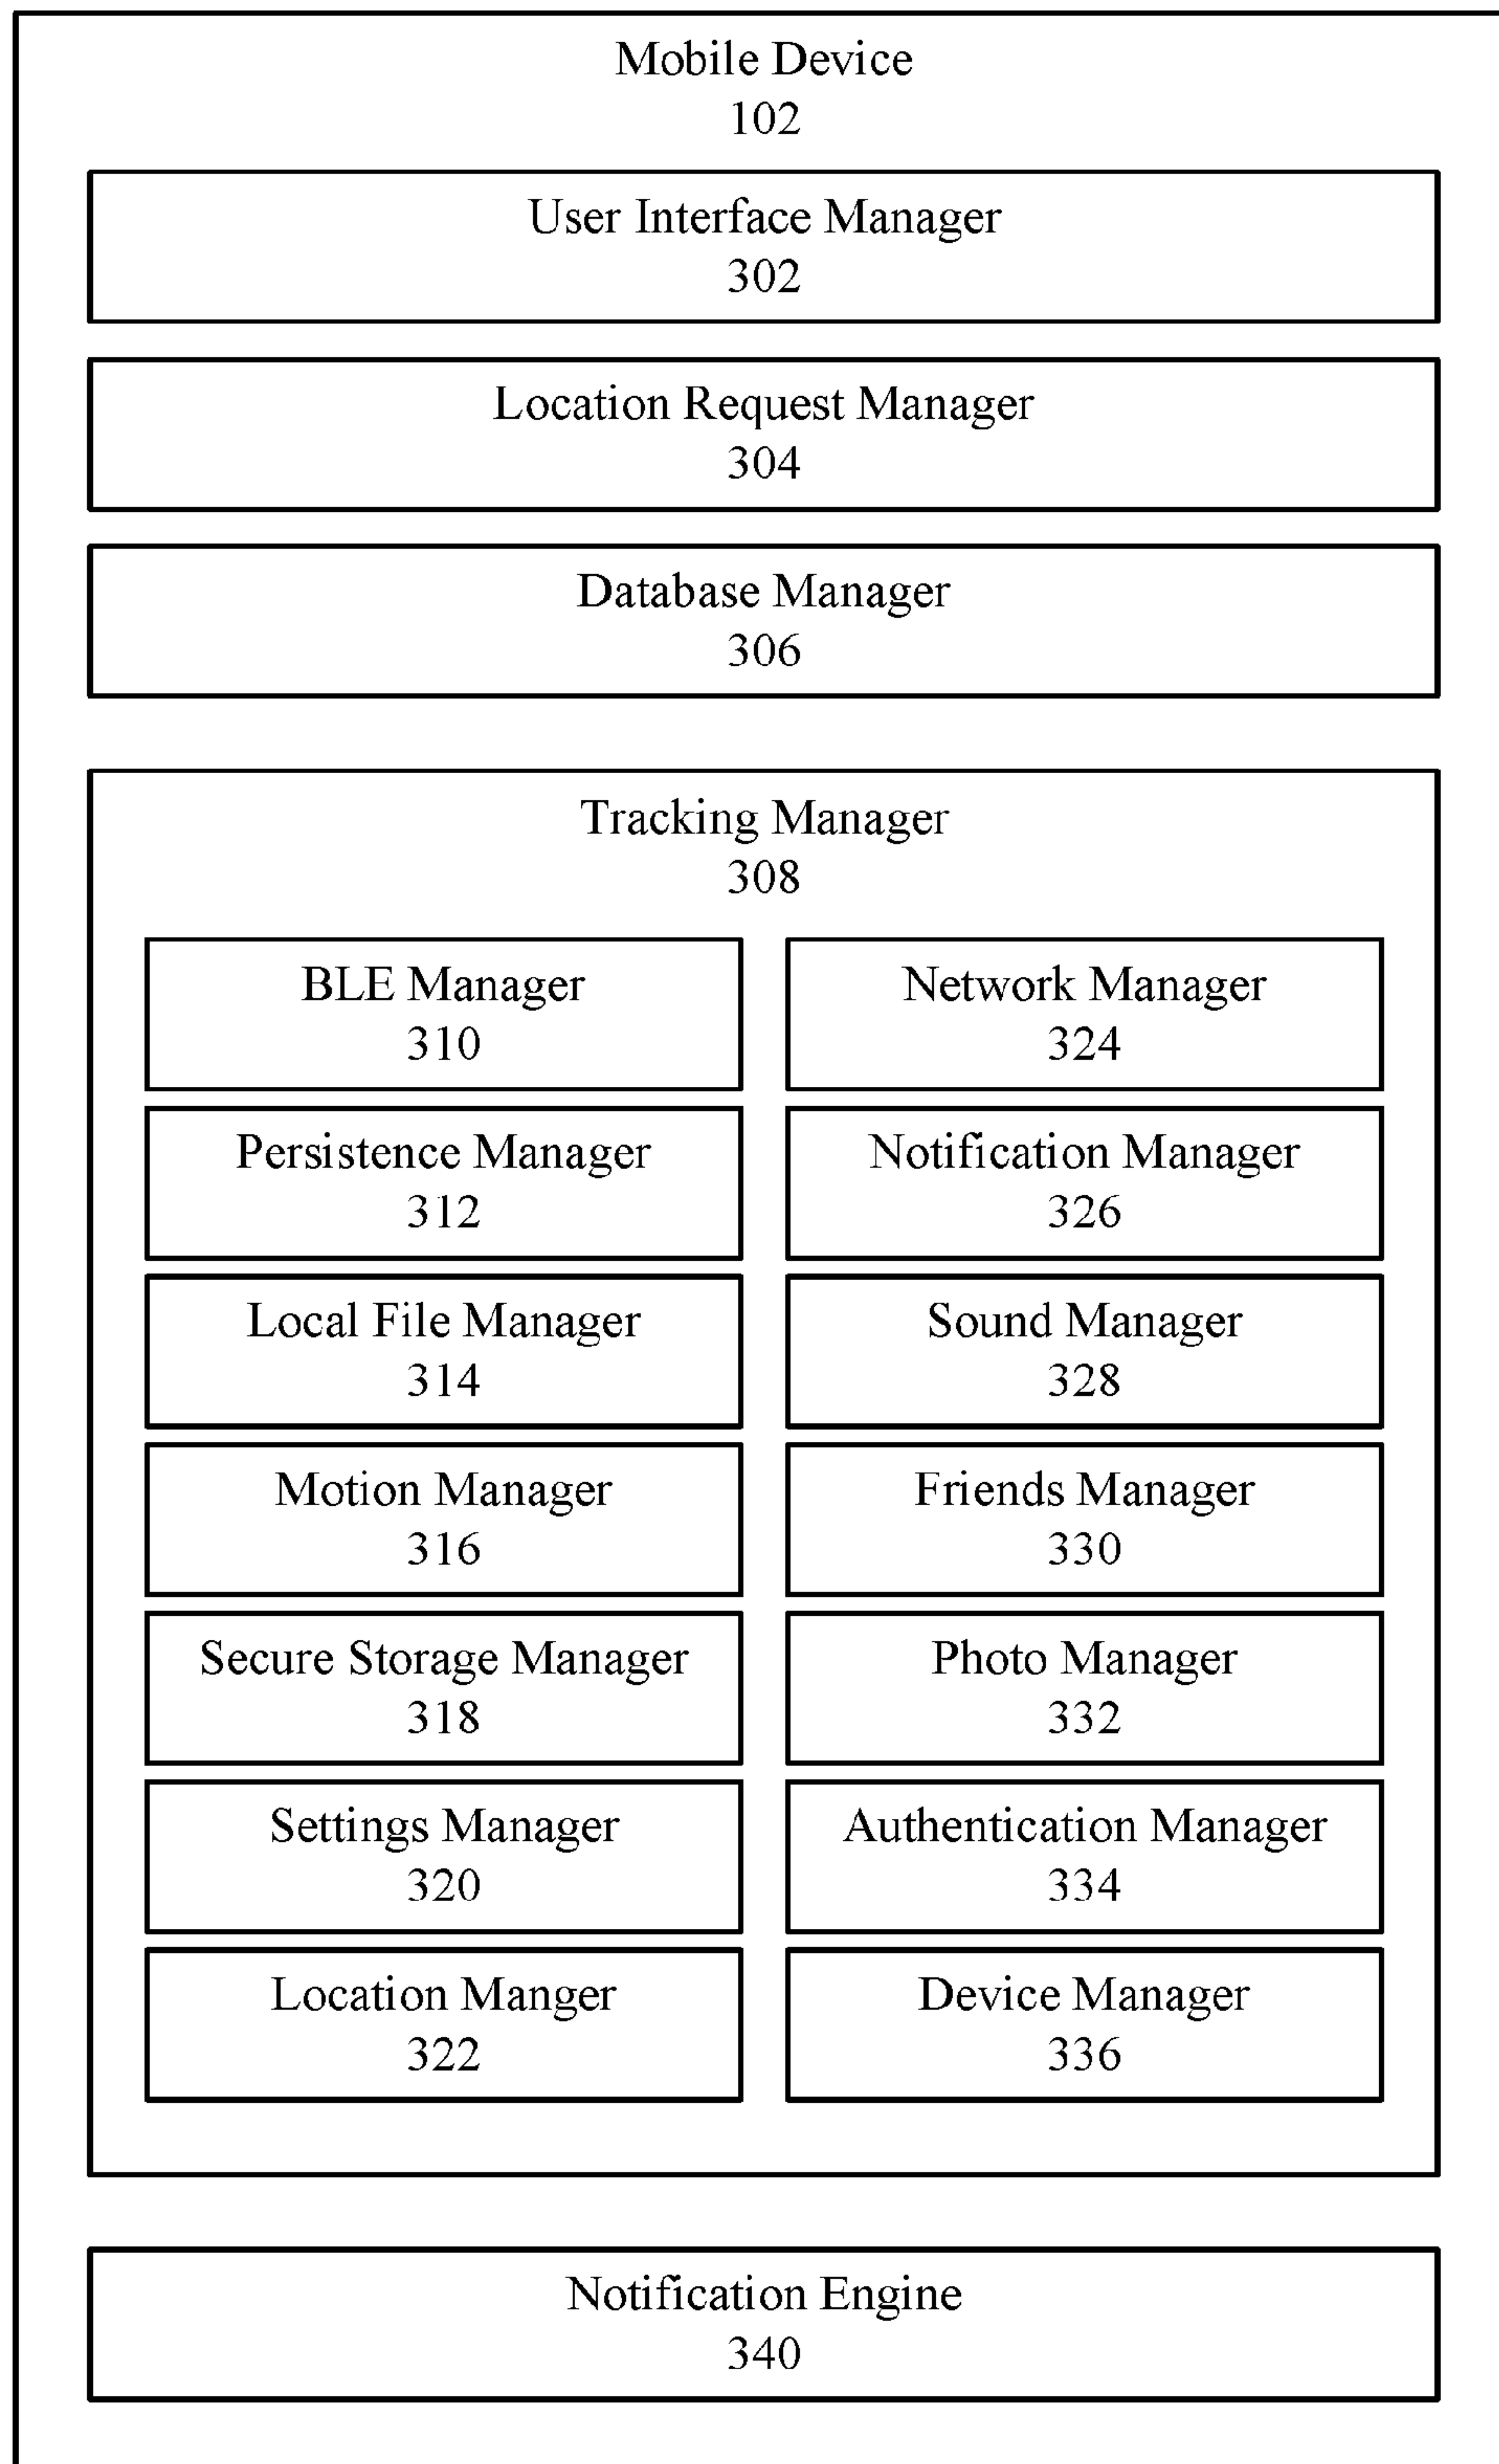 Mobile Device
102
User Interface Manager
302
Location Request Manager
304
Database Manager
306
Tracking Manager
308
BLE Manager
310
Network Manager
324
Persistence Manager
312
Notification Manager
326
Local File Manager
314
Sound Manager
328
Motion Manager
316
Friends Manager
330
Secure Storage Manager
318
Photo Manager
332
Settings Manager
320
Authentication Manager
334
Location Manger
322
Device Manager
336
Notification Engine
340